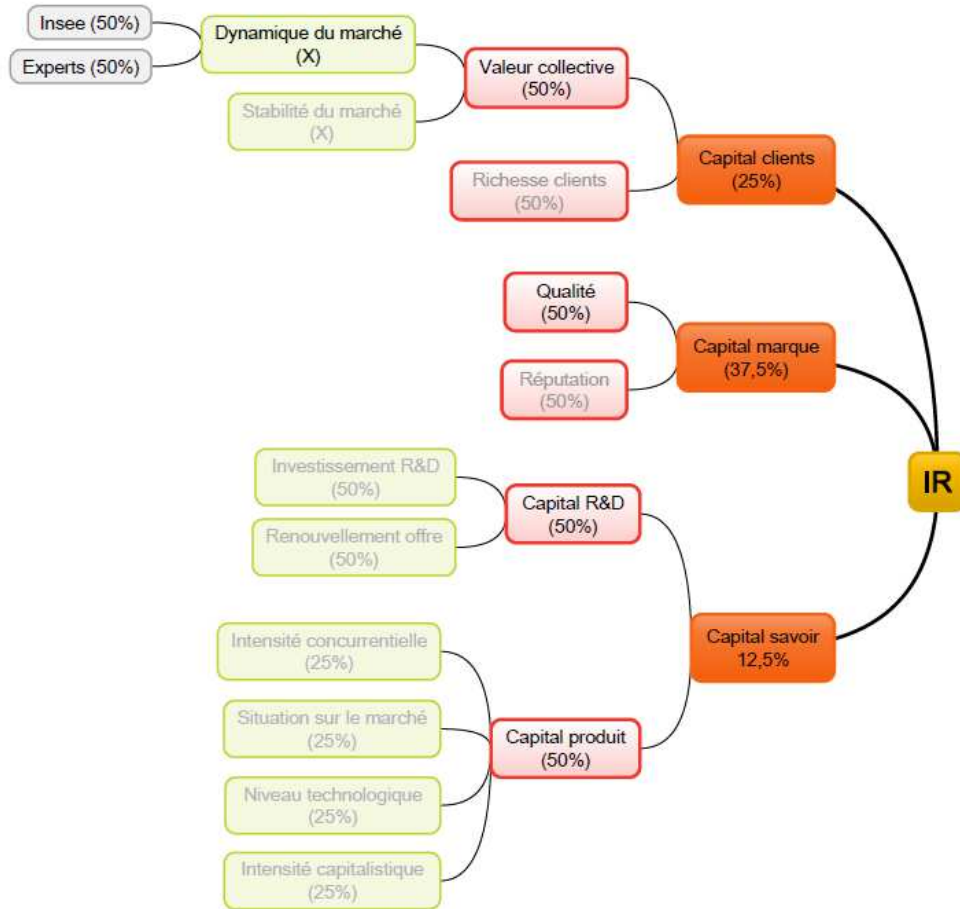 Insee (50%)
Experts (50%)
Dynamique du marché
(X)
Stabilité du marché
(X)
Valeur collective
(50%)
Richesse clients
(50%)
Capital clients
(25%)
Qualité
(50%)
Réputation
(50%)
Capital marque
(37,5%)
IR
Investissement R&D
(50%)
Renouvellement offre
(50%)
Capital R&D
(50%)
Capital savoir
12,5%
Intensité concurrentielle
(25%)
Situation sur le marché
(25%)
Niveau technologique
(25%)
Intensité capitalistique
(25%)
Capital produit
(50%)